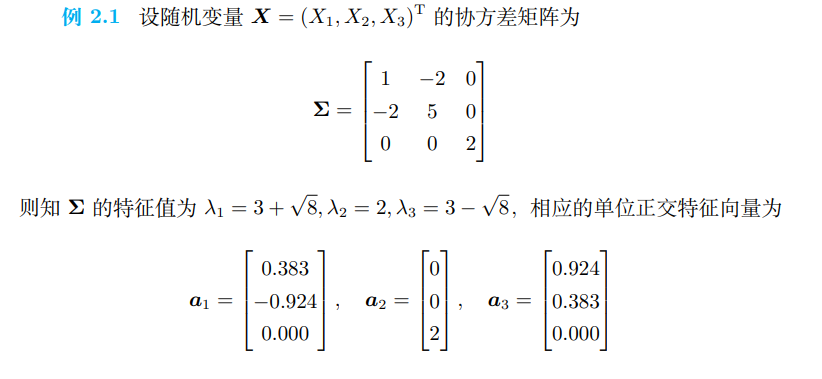 例 2.1 设随机变量 X = (X₁, X₂, X₃)ᵀ 的协方差矩阵为
Σ = [1 −2 0; −2 5 0; 0 0 2]
则知 Σ 的特征值为 λ₁ = 3 + √8, λ₂ = 2, λ₃ = 3 − √8, 相应的单位正交特征向量为
a₁ = [0.383; −0.924; 0.000], a₂ = [0; 0; 2], a₃ = [0.924; 0.383; 0.000]